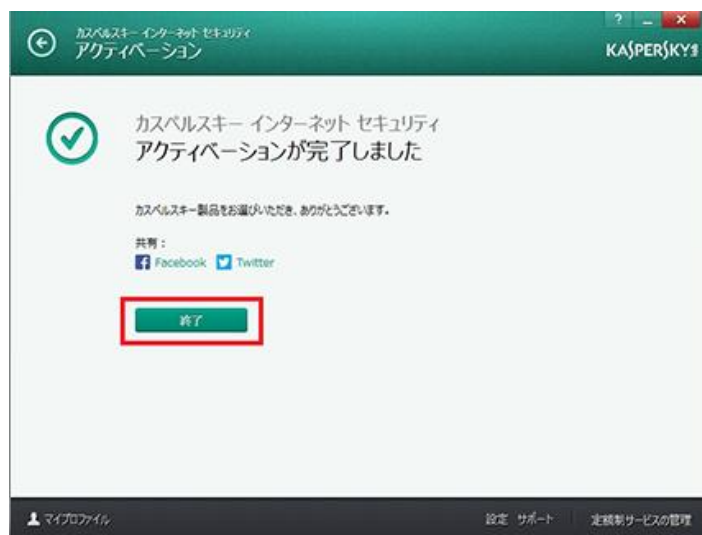 カスペルスキー インターネット セキュリティ
アクティベーション
? _ ×
KASPERSKY
カスペルスキー インターネット セキュリティ
アクティベーションが完了しました
カスペルスキー製品をお選びいただき、ありがとうございます。
共有：
Facebook Twitter
終了
マイプロファイル 設定 サポート 定額制サービスの管理